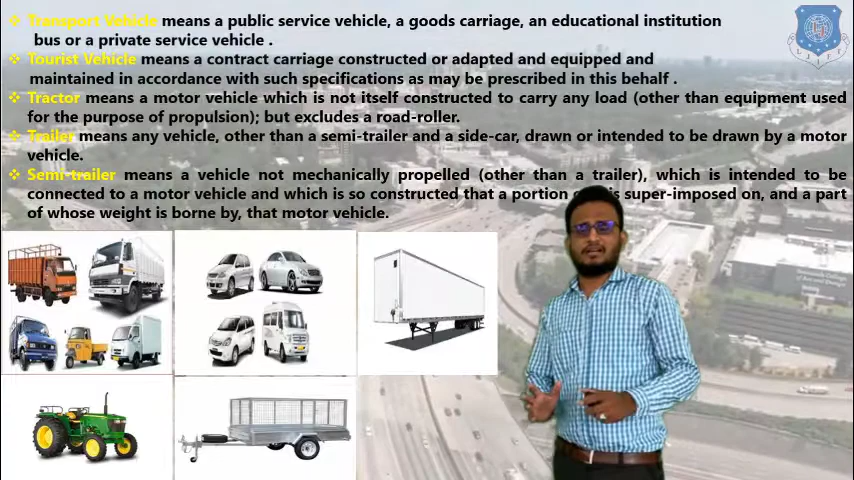 ❖ Transport Vehicle means a public service vehicle, a goods carriage, an educational institution
bus or a private service vehicle .
❖ Tourist Vehicle means a contract carriage constructed or adapted and equipped and
maintained in accordance with such specifications as may be prescribed in this behalf .
❖ Tractor means a motor vehicle which is not itself constructed to carry any load (other than equipment used
for the purpose of propulsion); but excludes a road-roller.
❖ Trailer means any vehicle, other than a semi-trailer and a side-car, drawn or intended to be drawn by a motor
vehicle.
❖ Semi-trailer means a vehicle not mechanically propelled (other than a trailer), which is intended to be
connected to a motor vehicle and which is so constructed that a portion is super-imposed on, and a part
of whose weight is borne by, that motor vehicle.